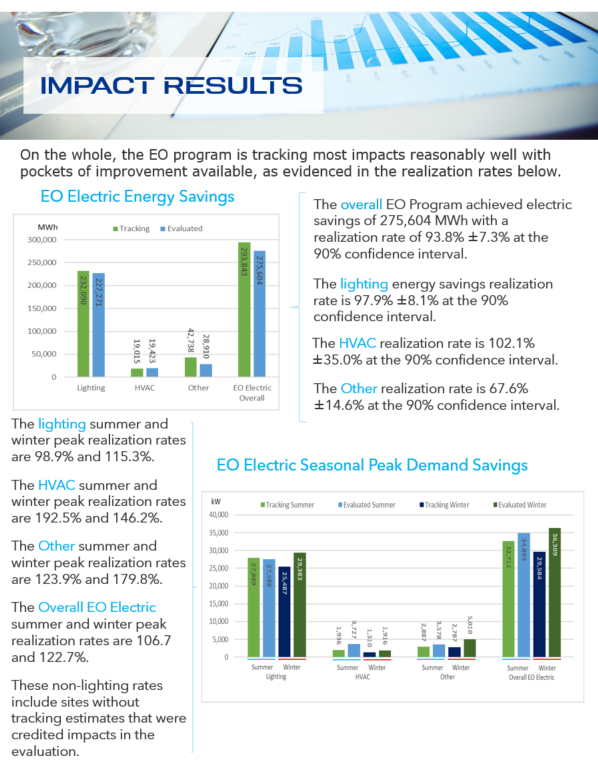 IMPACT RESULTS
On the whole, the EO program is tracking most impacts reasonably well with
pockets of improvement available, as evidenced in the realization rates below.
EO Electric Energy Savings
MWh
Tracking Evaluated
300,000
250,000
200,000
150,000
100,000
50,000
0
232,090 227,271
19,015 19,423
42,738 28,910
293,843 275,604
Lighting HVAC Other EO Electric
Overall
The overall EO Program achieved electric
savings of 275,604 MWh with a
realization rate of 93.8% ±7.3% at the
90% confidence interval.
The lighting energy savings realization
rate is 97.9% ±8.1% at the 90%
confidence interval.
The HVAC realization rate is 102.1%
±35.0% at the 90% confidence interval.
The Other realization rate is 67.6%
±14.6% at the 90% confidence interval.
The lighting summer and
winter peak realization rates
are 98.9% and 115.3%.
The HVAC summer and
winter peak realization rates
are 192.5% and 146.2%.
The Other summer and
winter peak realization rates
are 123.9% and 179.8%.
The Overall EO Electric
summer and winter peak
realization rates are 106.7
and 122.7%.
These non-lighting rates
include sites without
tracking estimates that were
credited impacts in the
evaluation.
EO Electric Seasonal Peak Demand Savings
kW
Tracking Summer Evaluated Summer Tracking Winter Evaluated Winter
40,000
35,000
30,000
25,000
20,000
15,000
10,000
5,000
0
27,889 27,588 25,487 29,383
1,936 3,727 1,310 1,916
2,887 3,578 2,787 5,010
32,712 34,893 29,584 36,309
Summer Winter Summer Winter Summer Winter Summer Winter
Lighting HVAC Other Overall EO Electric